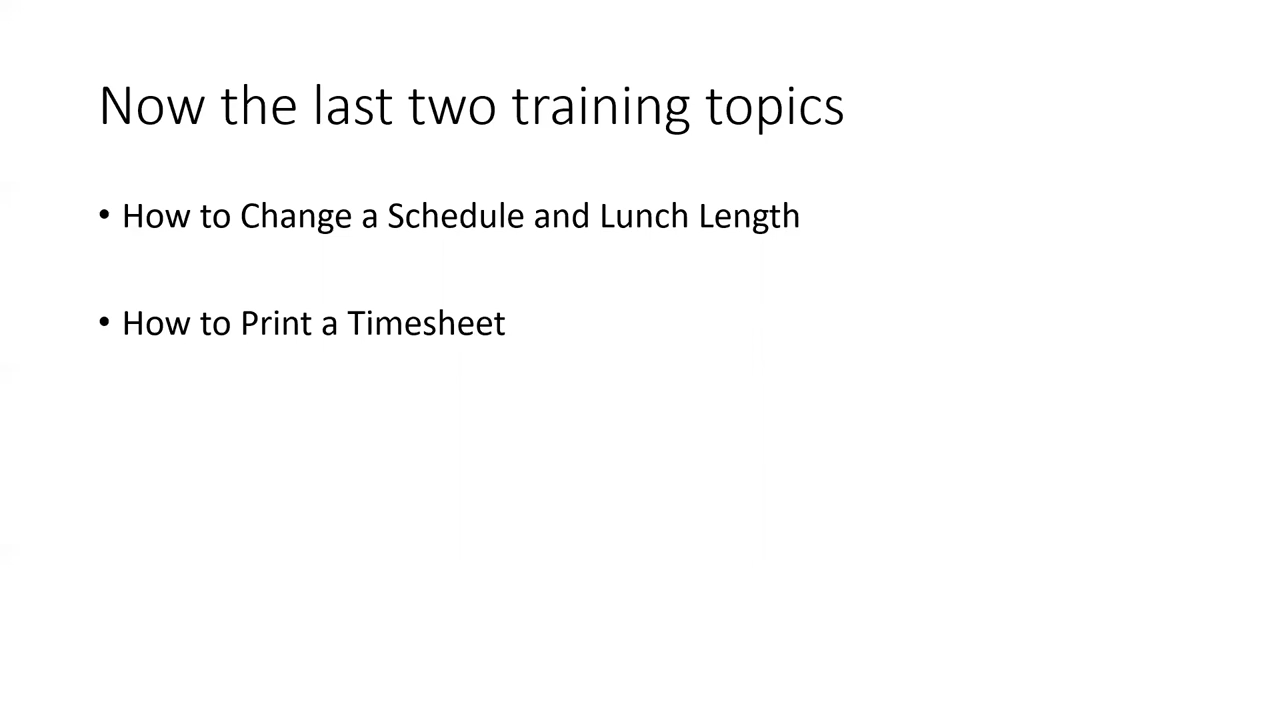 Now the last two training topics
• How to Change a Schedule and Lunch Length
• How to Print a Timesheet